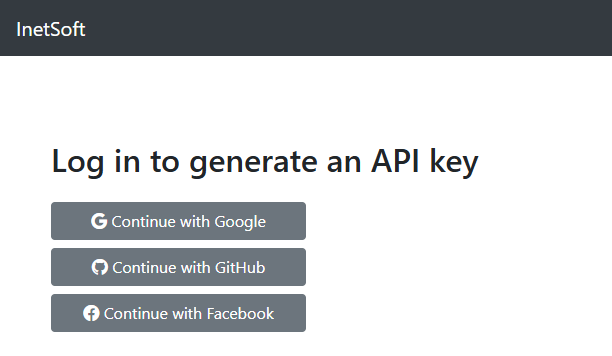 InetSoft
Log in to generate an API key
Continue with Google
Continue with GitHub
Continue with Facebook